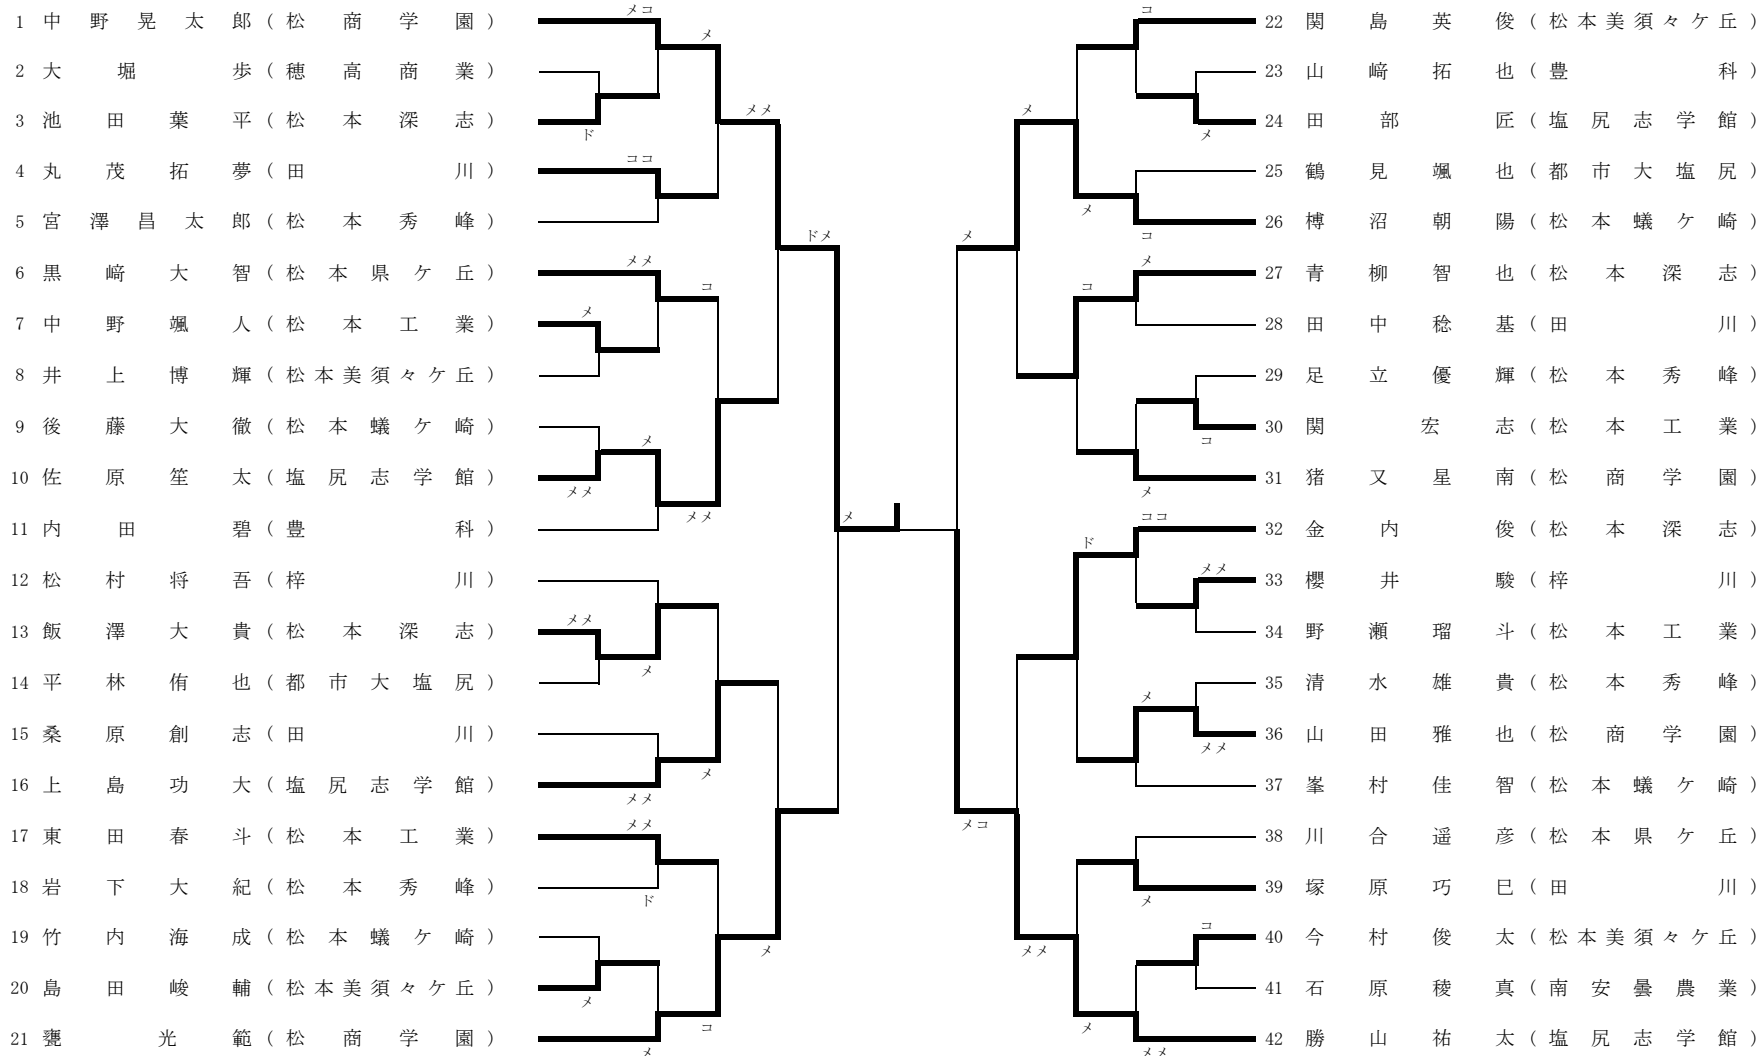 1 中野晃太郎（松商学園）
2 大堀歩（穂高商業）
3 池田葉平（松本深志）
4 丸茂拓夢（田川）
5 宮澤昌太郎（松本秀峰）
6 黒﨑大智（松本県ケ丘）
7 中野颯人（松本工業）
8 井上博輝（松本美須々ケ丘）
9 後藤大徹（松本蟻ケ崎）
10 佐原笙太（塩尻志学館）
11 内田碧（豊科）
12 松村将吾（梓川）
13 飯澤大貴（松本深志）
14 平林侑也（都市大塩尻）
15 桑原創志（田川）
16 上島功大（塩尻志学館）
17 東田春斗（松本工業）
18 岩下大紀（松本秀峰）
19 竹内海成（松本蟻ケ崎）
20 島田峻輔（松本美須々ケ丘）
21 甕光範（松商学園）
メコ
メ
ド
メメ
ココ
ドメ
メメ
コ
メ
メ
メメ
メメ
メ
メメ
メ
メ
メメ
メメ
ド
メ
メ
コ
メ
コ
メ
メ
メ
コ
メ
メ
コ
コ
メ
ココ
ド
メメ
メ
メメ
メコ
メ
コ
メメ
メ
メメ
22 関島英俊（松本美須々ケ丘）
23 山﨑拓也（豊科）
24 田部匠（塩尻志学館）
25 鶴見颯也（都市大塩尻）
26 榑沼朝陽（松本蟻ケ崎）
27 青柳智也（松本深志）
28 田中稔基（田川）
29 足立優輝（松本秀峰）
30 関宏志（松本工業）
31 猪又星南（松商学園）
32 金内俊（松本深志）
33 櫻井駿（梓川）
34 野瀬瑠斗（松本工業）
35 清水雄貴（松本秀峰）
36 山田雅也（松商学園）
37 峯村佳智（松本蟻ケ崎）
38 川合遥彦（松本県ケ丘）
39 塚原巧巳（田川）
40 今村俊太（松本美須々ケ丘）
41 石原稜真（南安曇農業）
42 勝山祐太（塩尻志学館）